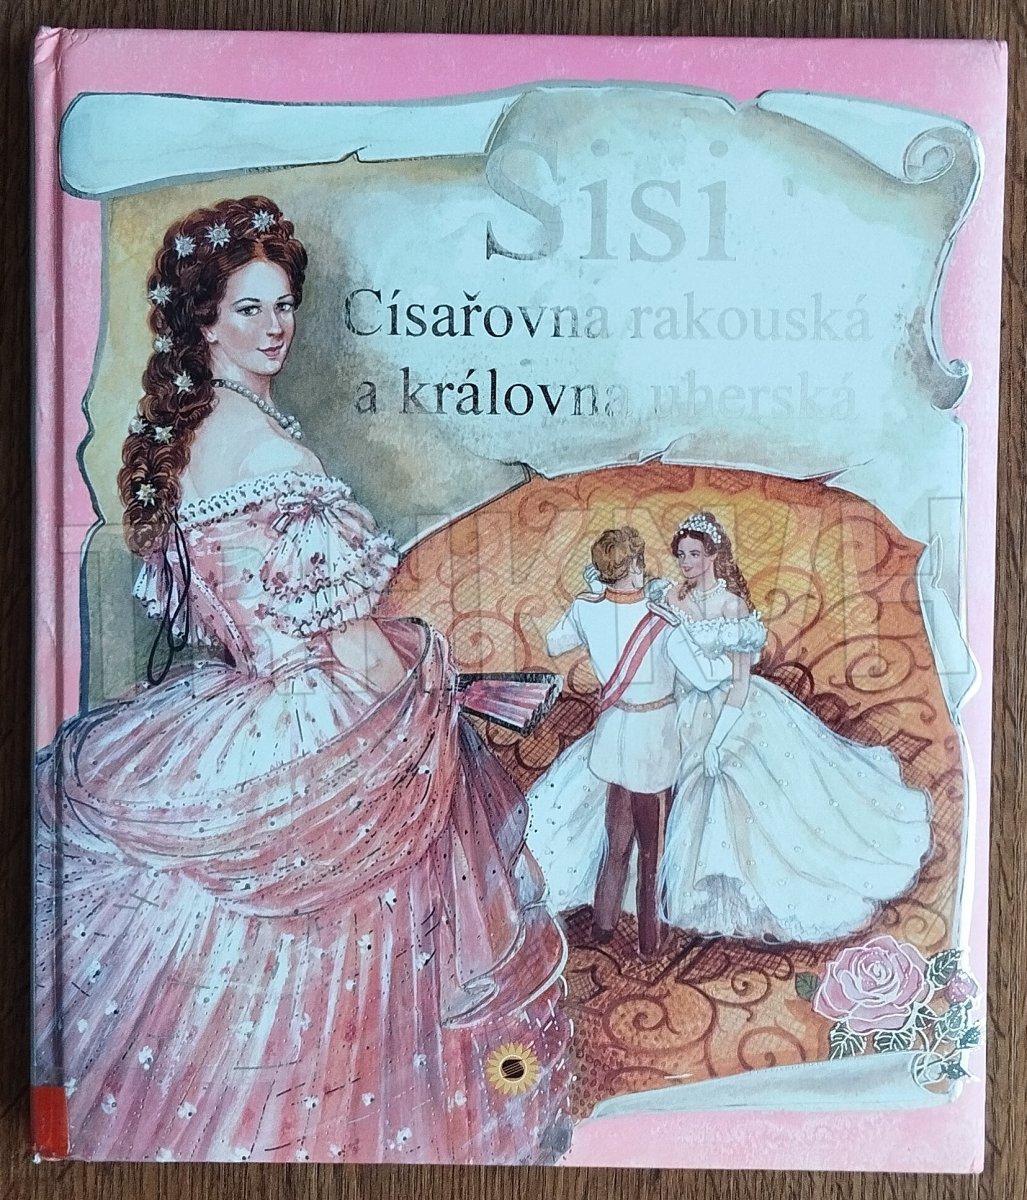 Sisi
Císařovna rakouská
a královna uherská